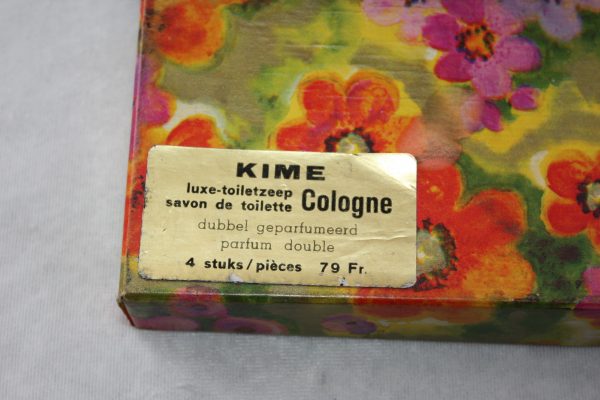 KIME
luxe-toiletzeep
savon de toilette Cologne
dubbel geparfumeerd
parfum double
4 stuks/pièces 79 Fr.